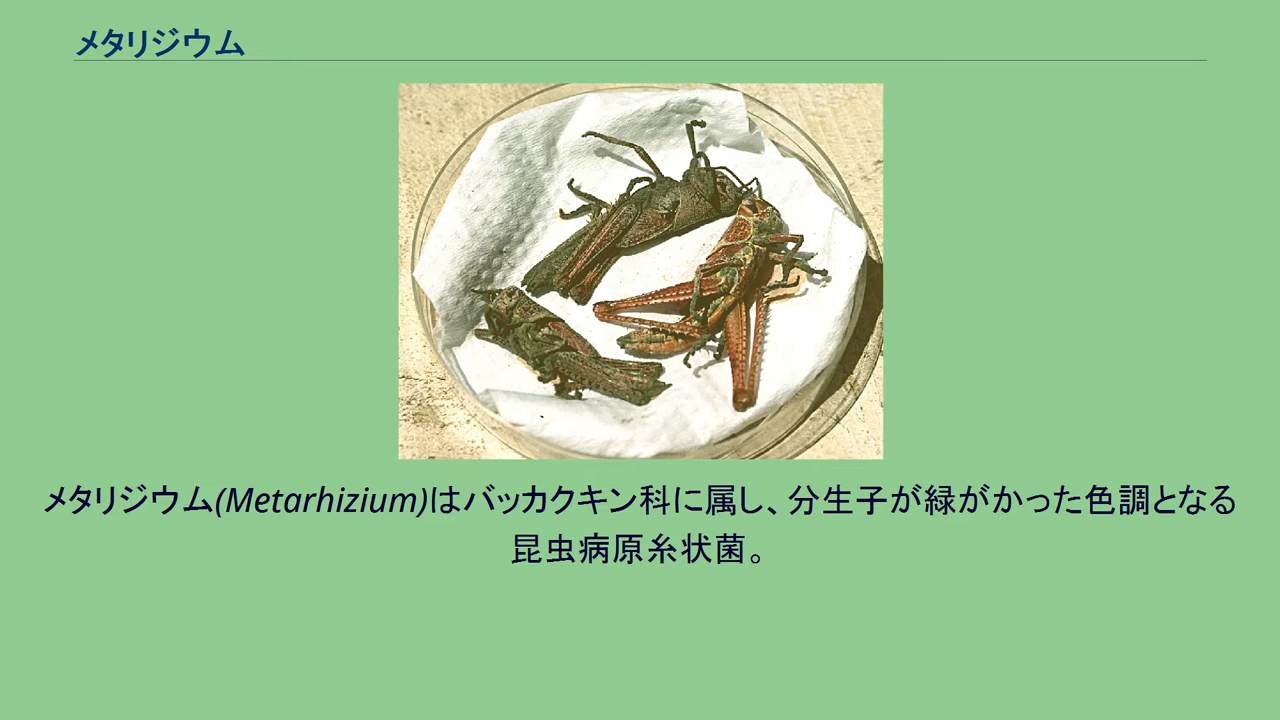 メタリジウム
メタリジウム(Metarhizium)はバッカクキン科に属し、分生子が緑がかった色調となる
昆虫病原糸状菌。